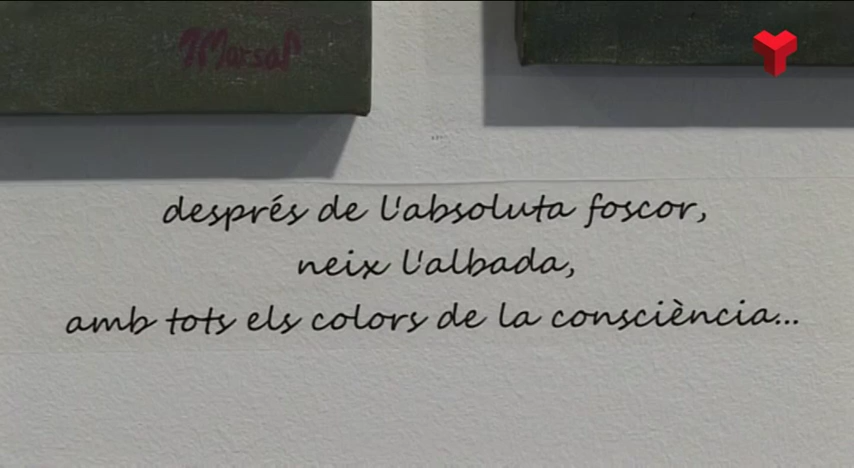 Marsal
després de l'absoluta foscor,
neix l'albada,
amb tots els colors de la consciència...